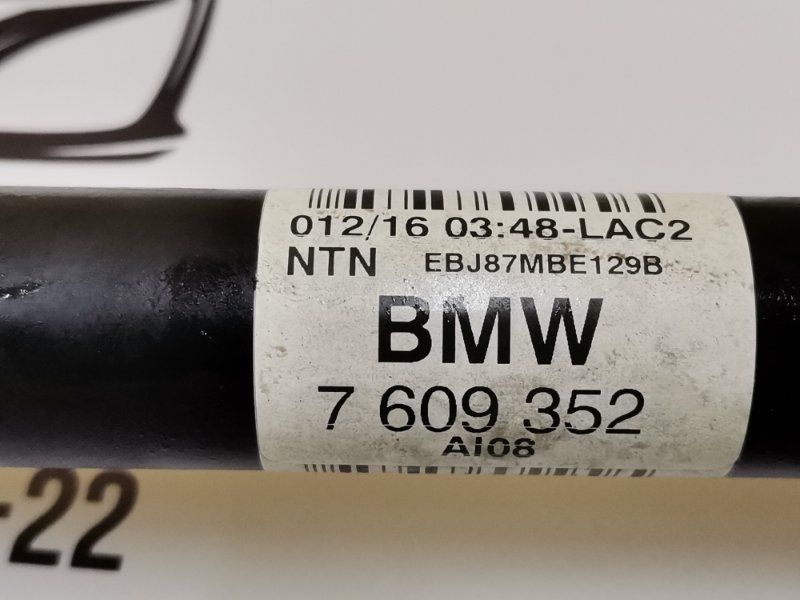 012/16 03:48-LAC2
NTN EBJ87MBE129B
BMW
7 609 352
AI08
-22